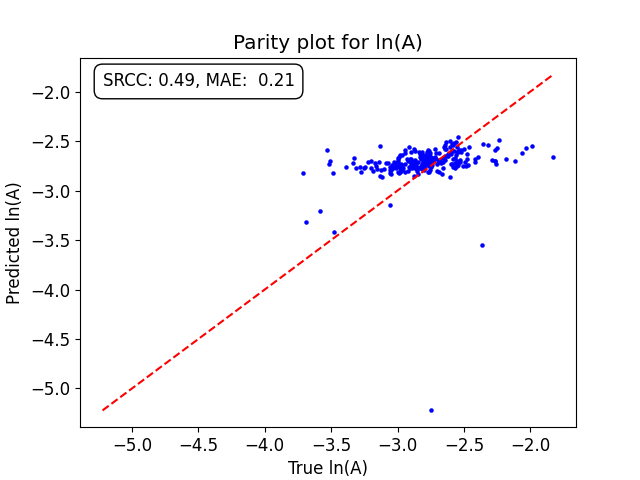 Parity plot for ln(A)
SRCC: 0.49, MAE:  0.21
Predicted ln(A)
−2.0
−2.5
−3.0
−3.5
−4.0
−4.5
−5.0
−5.0 −4.5 −4.0 −3.5 −3.0 −2.5 −2.0
True ln(A)